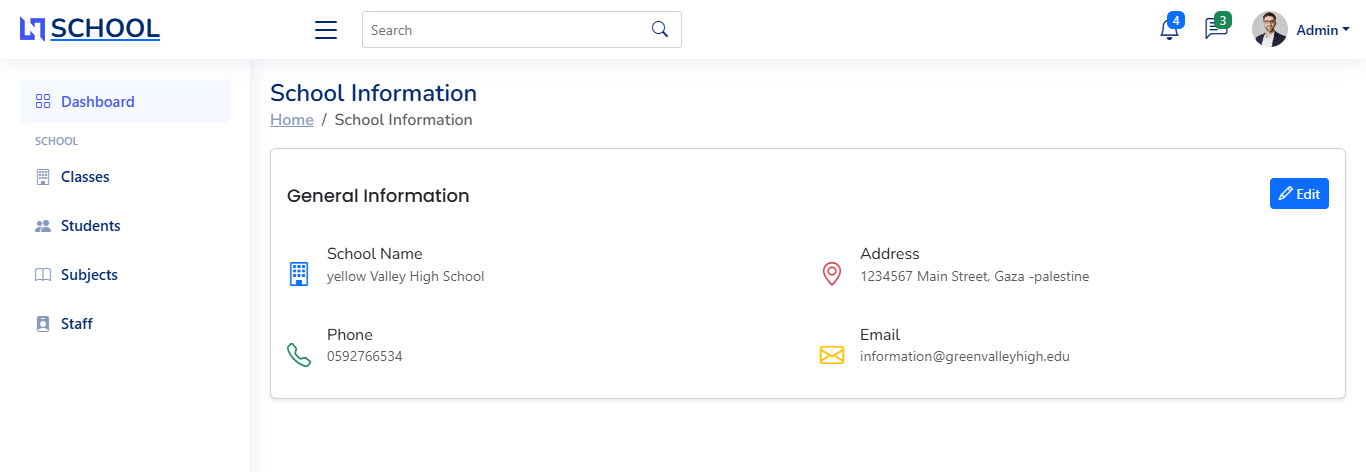 SCHOOL
Search
4
3
Admin
Dashboard
SCHOOL
Classes
Students
Subjects
Staff
School Information
Home / School Information
General Information
Edit
School Name
yellow Valley High School
Address
1234567 Main Street, Gaza -palestine
Phone
0592766534
Email
information@greenvalleyhigh.edu